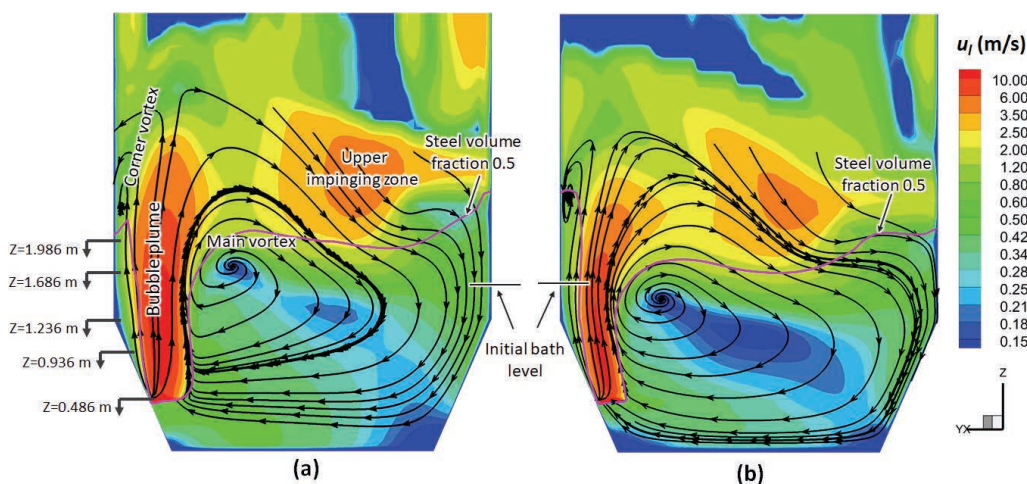 Corner vortex
Bubble plume
Main vortex
Upper
impinging zone
Steel volume
fraction 0.5
Z=1.986 m
Z=1.686 m
Z=1.236 m
Z=0.936 m
Z=0.486 m
Initial bath
level
(a)
Steel volume
fraction 0.5
(b)
u_l (m/s)
10.00
6.00
3.50
2.50
2.00
1.20
0.80
0.60
0.50
0.42
0.34
0.28
0.25
0.21
0.18
0.15
Z
YX